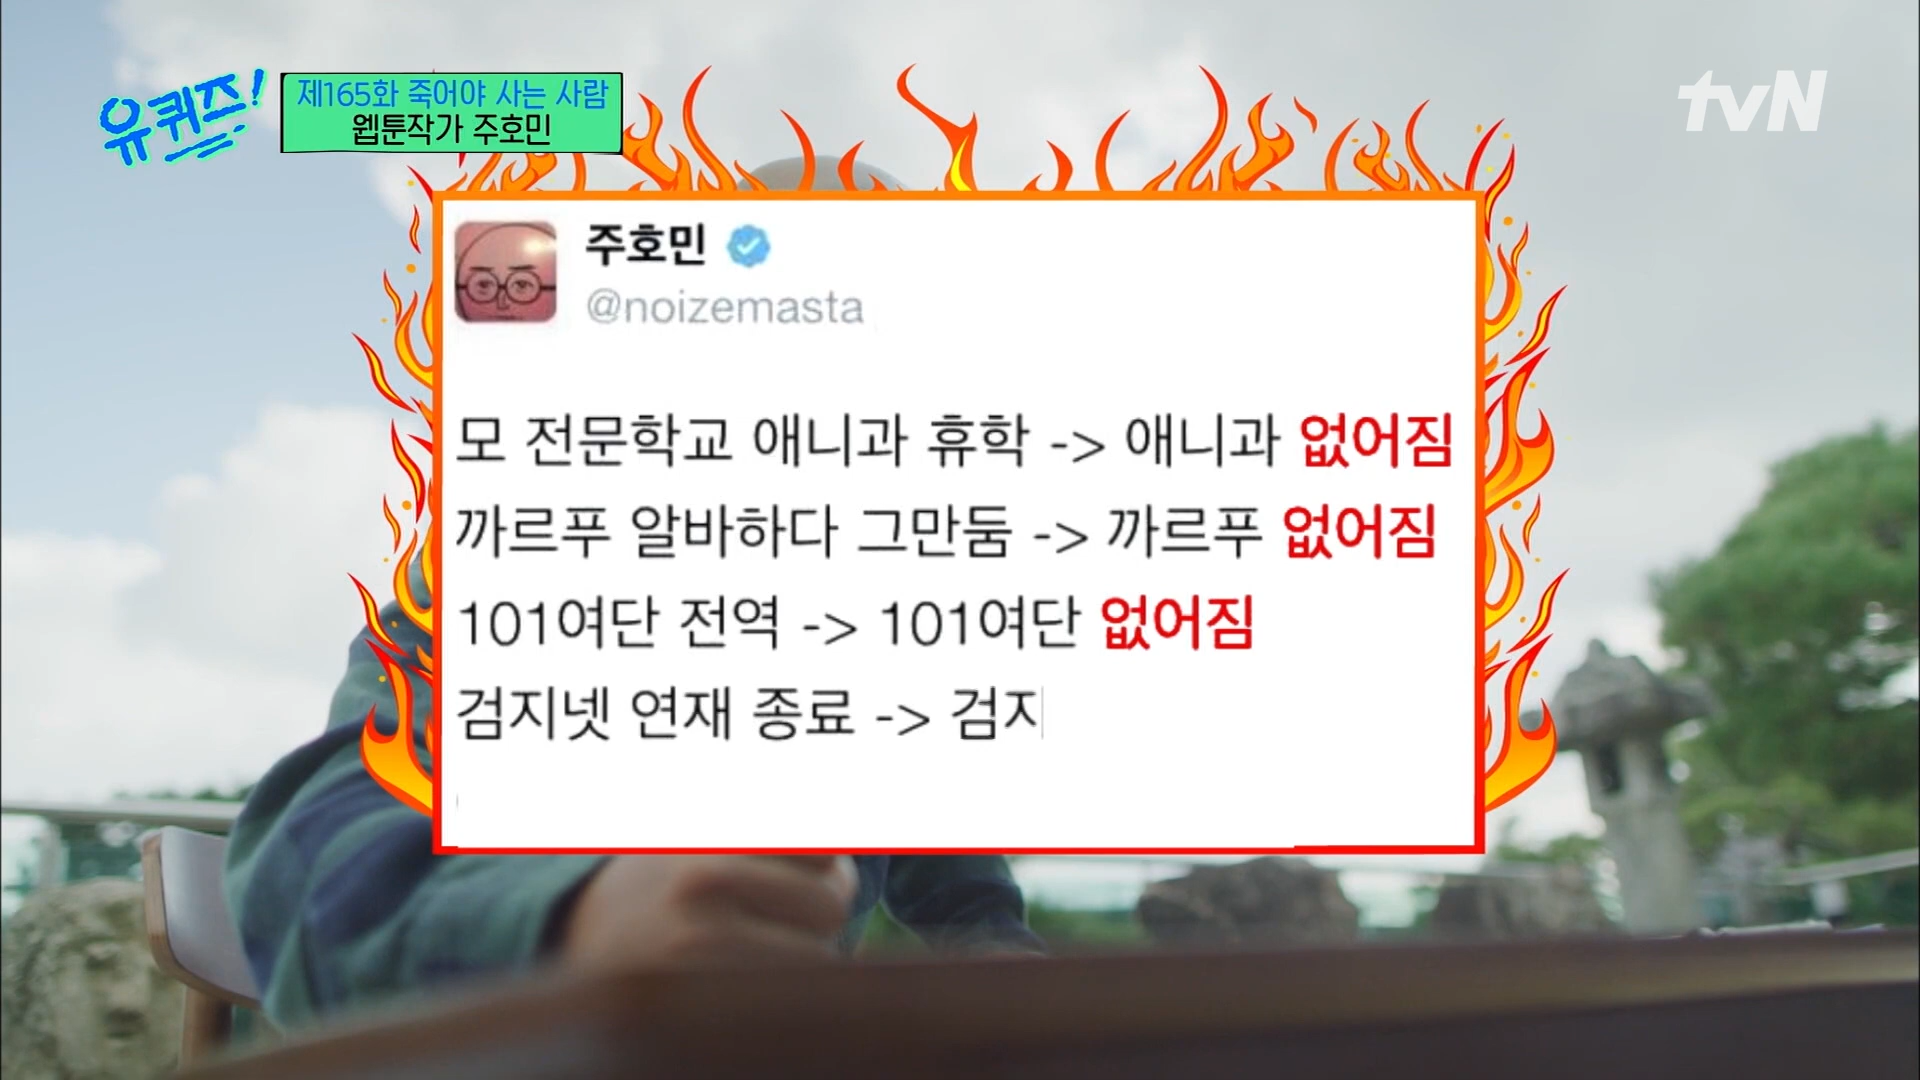 유퀴즈!
제165화 죽어야 사는 사람
웹툰작가 주호민
tvN
주호민
@noizemasta
모 전문학교 애니과 휴학 -> 애니과 없어짐
까르푸 알바하다 그만둠 -> 까르푸 없어짐
101여단 전역 -> 101여단 없어짐
검지넷 연재 종료 -> 검지